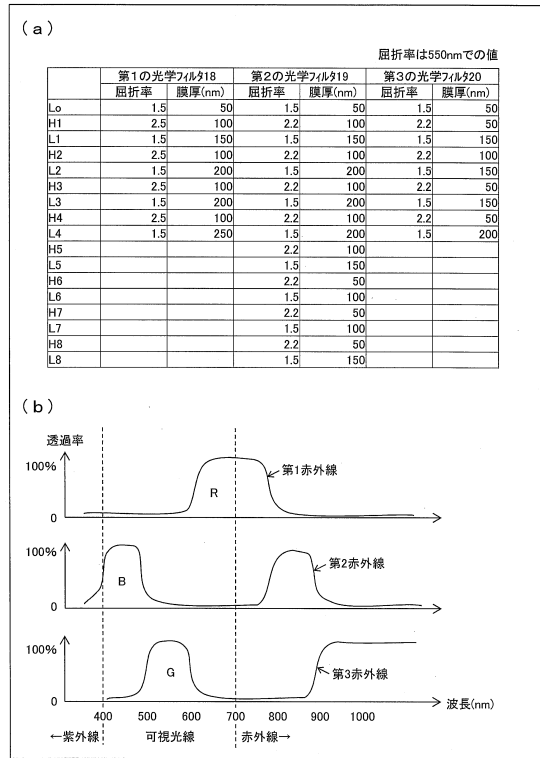 (a)
屈折率は550nmでの値
第1の光学フィルタ18 第2の光学フィルタ19 第3の光学フィルタ20
屈折率 膜厚(nm) 屈折率 膜厚(nm) 屈折率 膜厚(nm)
Lo 1.5 50 1.5 50 1.5 50
H1 2.5 100 2.2 100 2.2 50
L1 1.5 150 1.5 150 1.5 150
H2 2.5 100 2.2 100 2.2 100
L2 1.5 200 1.5 200 1.5 150
H3 2.5 100 2.2 100 2.2 50
L3 1.5 200 1.5 200 1.5 150
H4 2.5 100 2.2 100 2.2 50
L4 1.5 250 1.5 200 1.5 200
H5 2.2 100
L5 1.5 150
H6 2.2 50
L6 1.5 100
H7 2.2 50
L7 1.5 100
H8 2.2 50
L8 1.5 150
(b)
透過率
100%
R
第1赤外線
0
100%
B
第2赤外線
0
100%
G
第3赤外線
0
400 500 600 700 800 900 1000 波長(nm)
←紫外線 可視光線 赤外線→